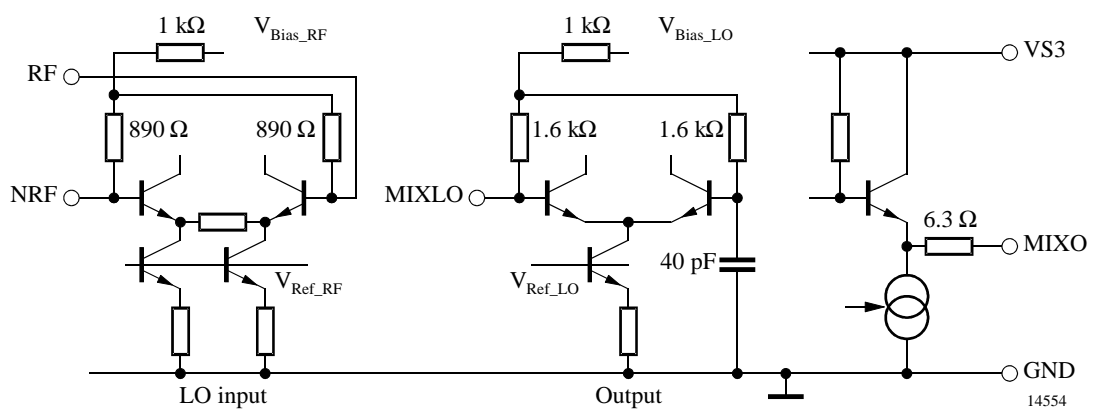 1 kΩ V_Bias_RF 1 kΩ V_Bias_LO VS3
RF
890 Ω 890 Ω 1.6 kΩ 1.6 kΩ
NRF MIXLO 6.3 Ω
MIXO
V_Ref_RF V_Ref_LO 40 pF
GND
LO input Output 14554